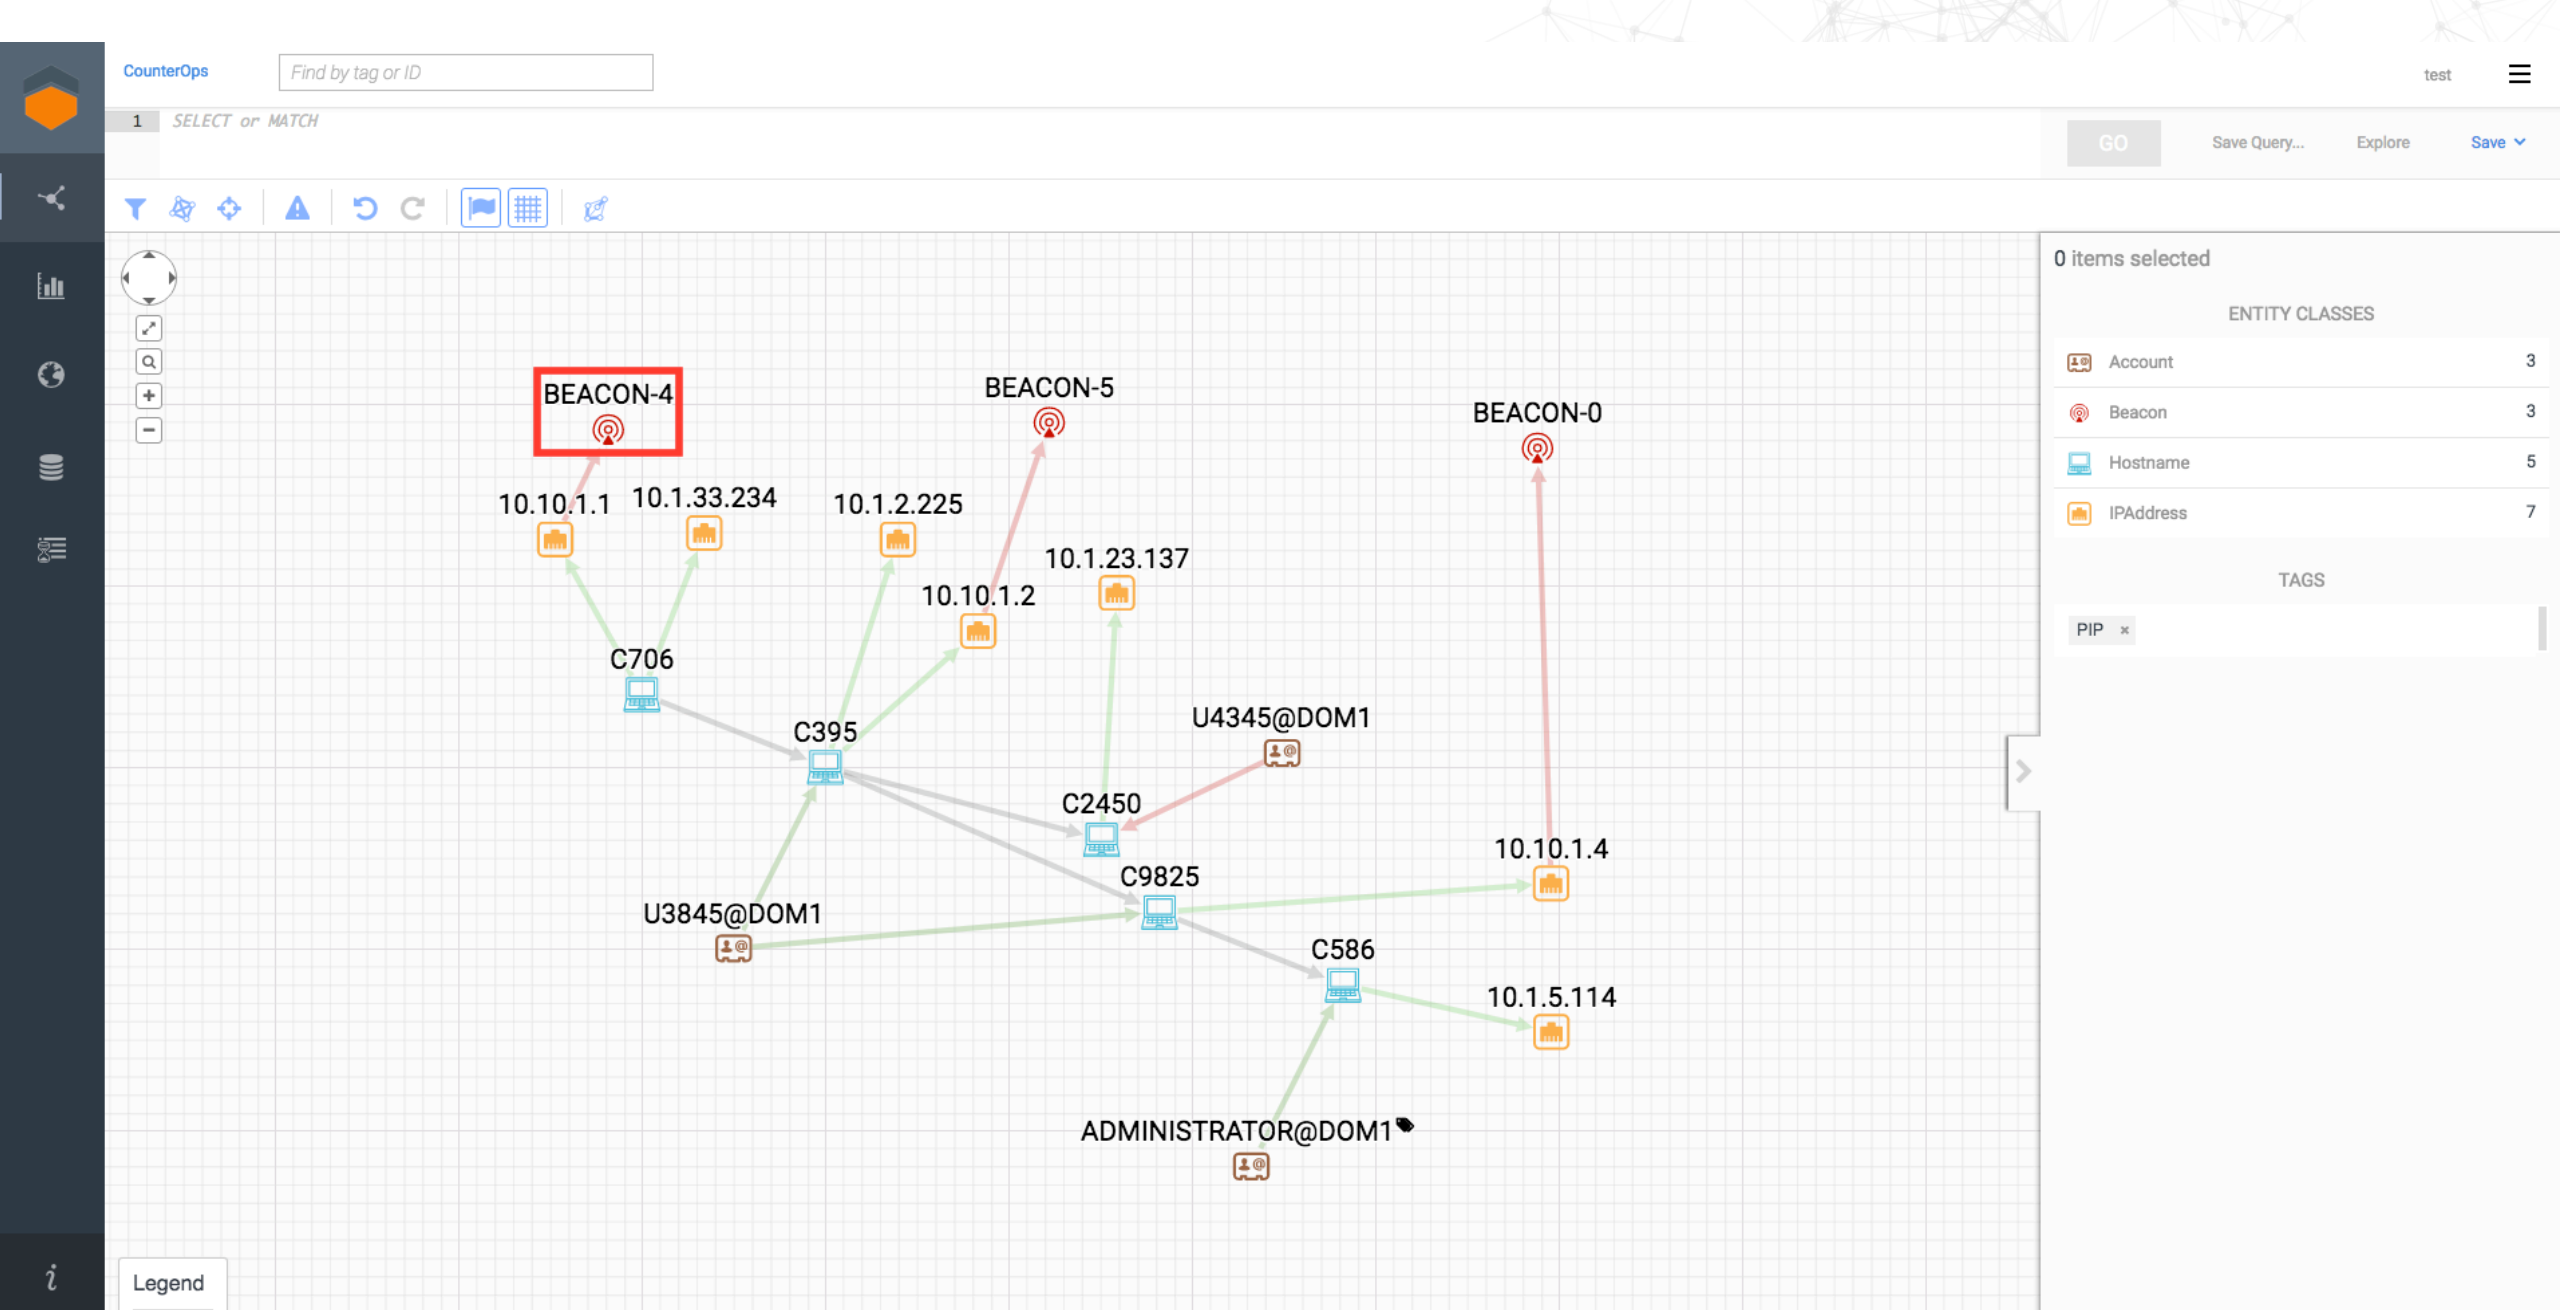 CounterOps
Find by tag or ID
test
1 SELECT or MATCH
GO
Save Query...
Explore
Save
0 items selected
ENTITY CLASSES
Account 3
Beacon 3
Hostname 5
IPAddress 7
TAGS
PIP ×
BEACON-4
BEACON-5
BEACON-0
10.10.1.1
10.1.33.234
10.1.2.225
10.1.23.137
10.10.1.2
C706
C395
U4345@DOM1
C2450
10.10.1.4
C9825
U3845@DOM1
C586
10.1.5.114
ADMINISTRATOR@DOM1
i
Legend